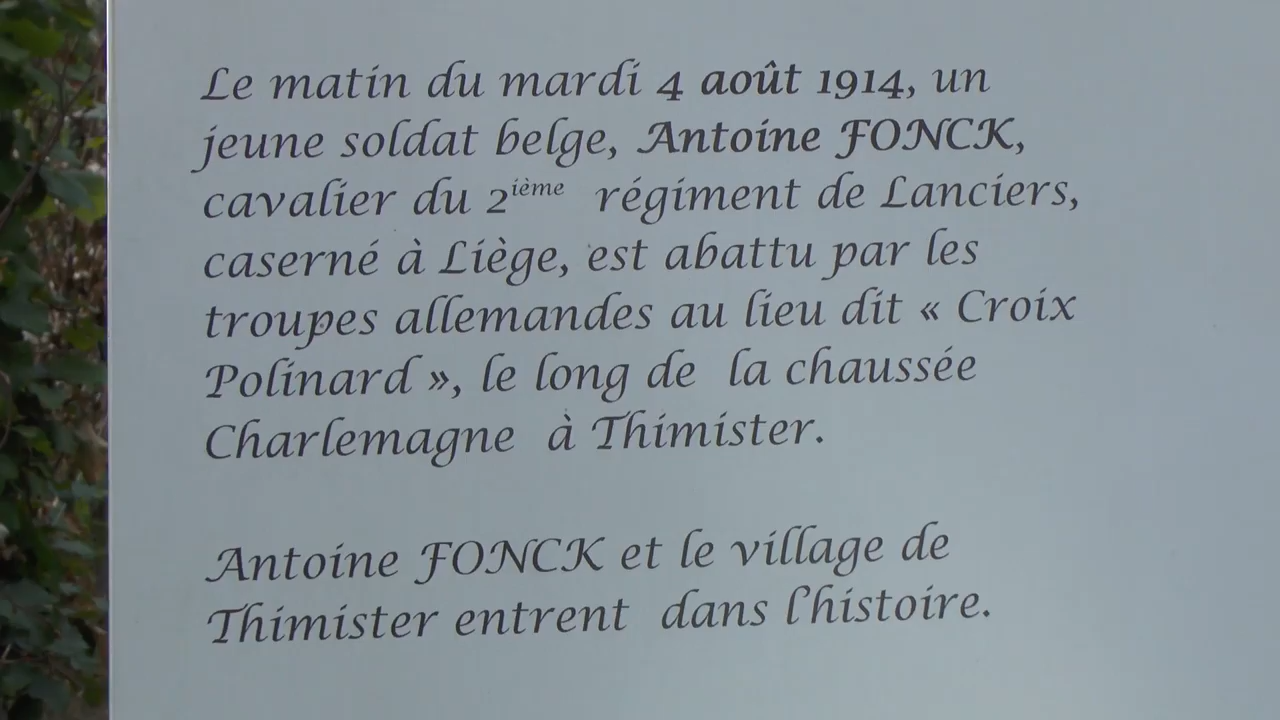 Le matin du mardi 4 août 1914, un
jeune soldat belge, Antoine FONCK,
cavalier du 2ième régiment de Lanciers,
caserné à Liège, est abattu par les
troupes allemandes au lieu dit « Croix
Polinard », le long de la chaussée
Charlemagne à Thimister.
Antoine FONCK et le village de
Thimister entrent dans l'histoire.